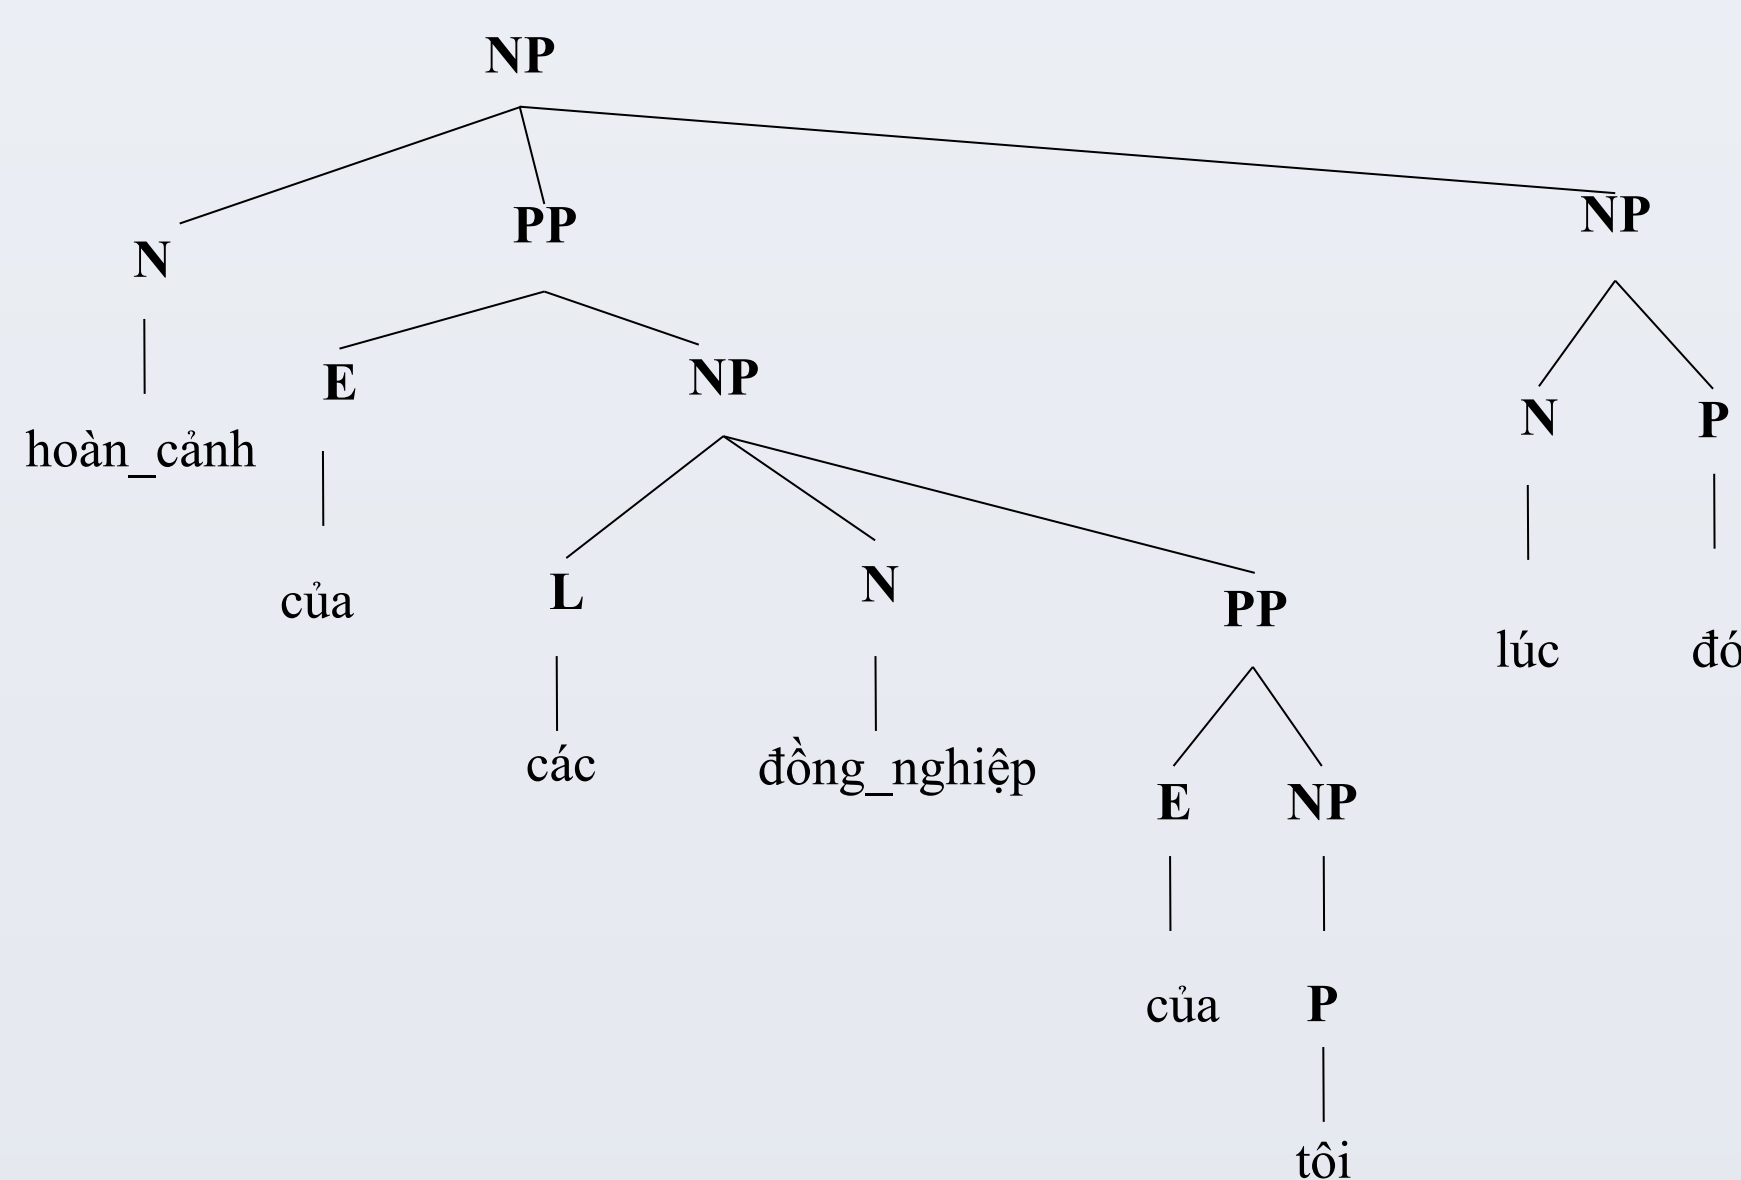 NP
N PP NP
E NP N P
hoàn_cảnh
của L N PP lúc đó
các đồng_nghiệp
E NP
của P
tôi